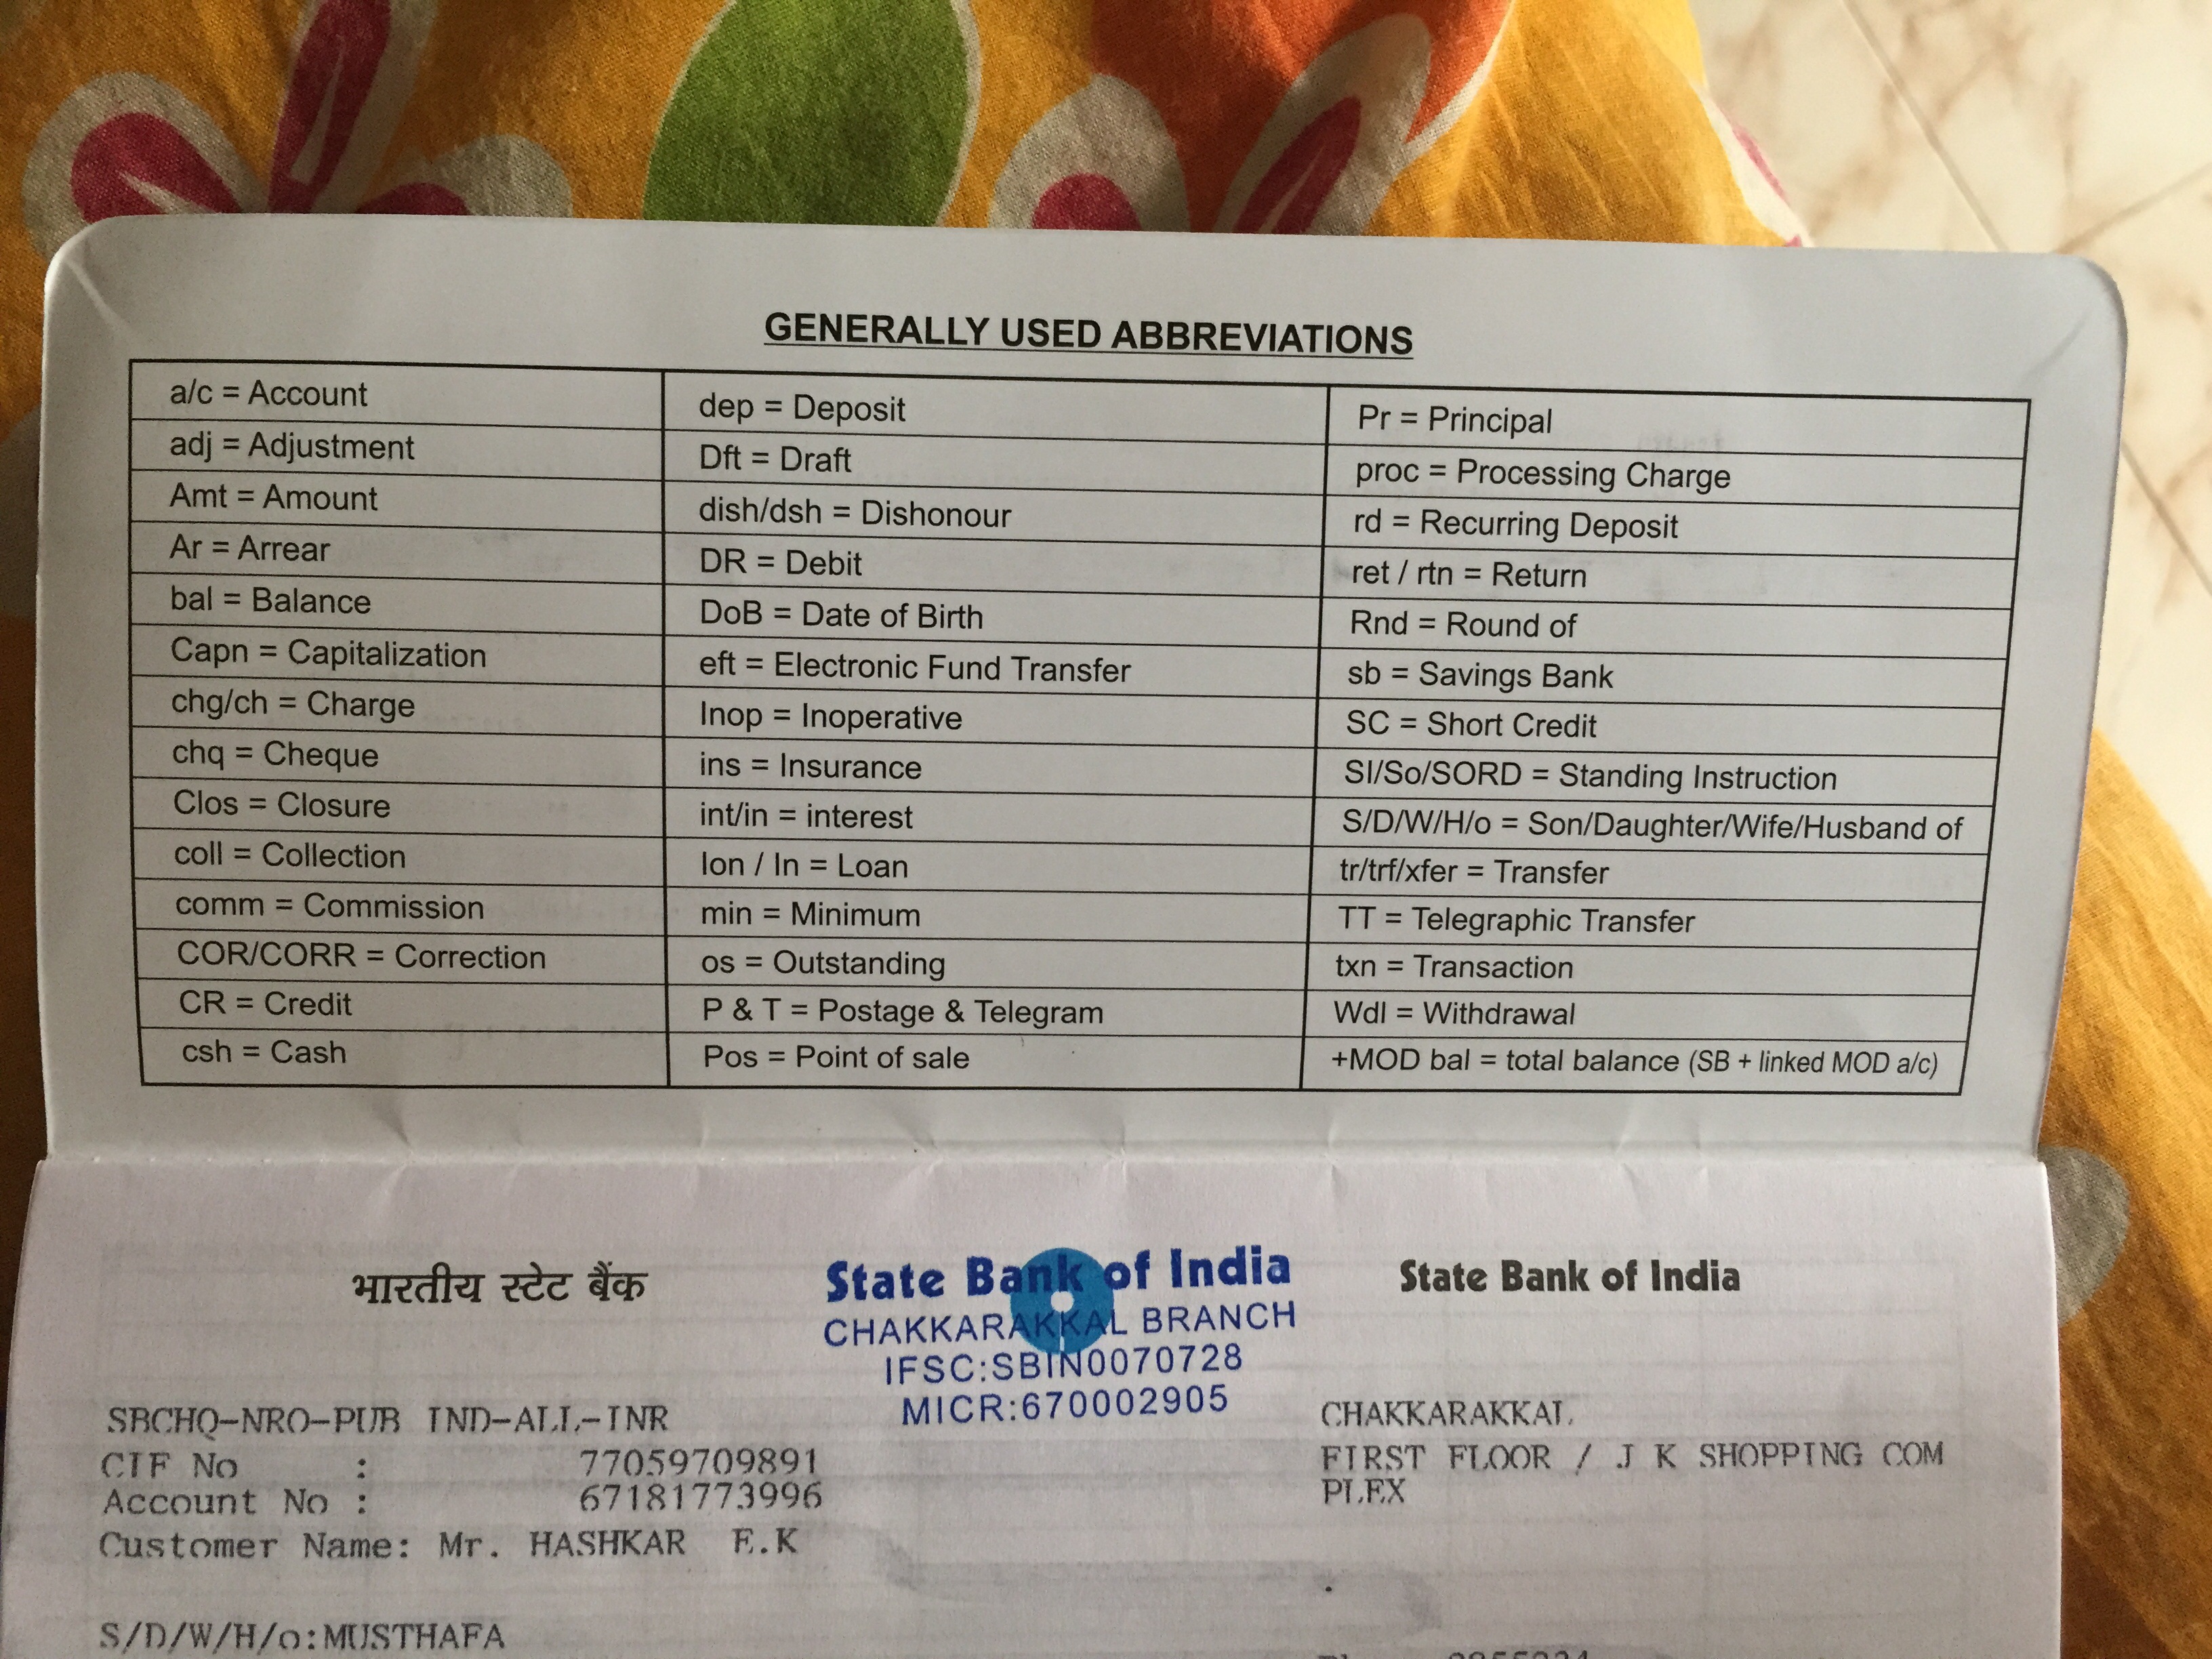 GENERALLY USED ABBREVIATIONS
a/c = Account dep = Deposit Pr = Principal
adj = Adjustment Dft = Draft proc = Processing Charge
Amt = Amount dish/dsh = Dishonour rd = Recurring Deposit
Ar = Arrear DR = Debit ret / rtn = Return
bal = Balance DoB = Date of Birth Rnd = Round of
Capn = Capitalization eft = Electronic Fund Transfer sb = Savings Bank
chg/ch = Charge Inop = Inoperative SC = Short Credit
chq = Cheque ins = Insurance SI/So/SORD = Standing Instruction
Clos = Closure int/in = interest S/D/W/H/o = Son/Daughter/Wife/Husband of
coll = Collection lon / ln = Loan tr/trf/xfer = Transfer
comm = Commission min = Minimum TT = Telegraphic Transfer
COR/CORR = Correction os = Outstanding txn = Transaction
CR = Credit P & T = Postage & Telegram Wdl = Withdrawal
csh = Cash Pos = Point of sale +MOD bal = total balance (SB + linked MOD a/c)
भारतीय स्टेट बैंक State Bank of India State Bank of India
CHAKKARAKKAL BRANCH
IFSC:SBIN0070728
MICR:670002905
SBCHQ-NRO-PUB IND-ALL-INR CHAKKARAKKAL
CIF No : 77059709891 FIRST FLOOR / J K SHOPPING COM
Account No : 67181773996 PLEX
Customer Name: Mr. HASHKAR E.K
S/D/W/H/o:MUSTHAFA